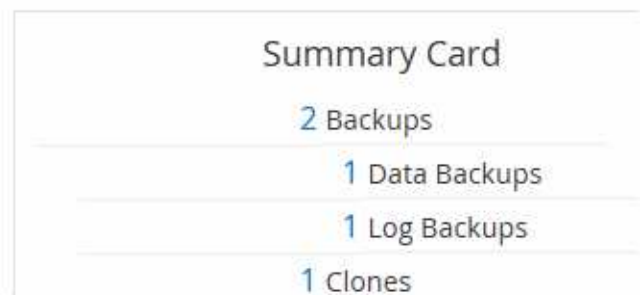 Summary Card
2 Backups
1 Data Backups
1 Log Backups
1 Clones